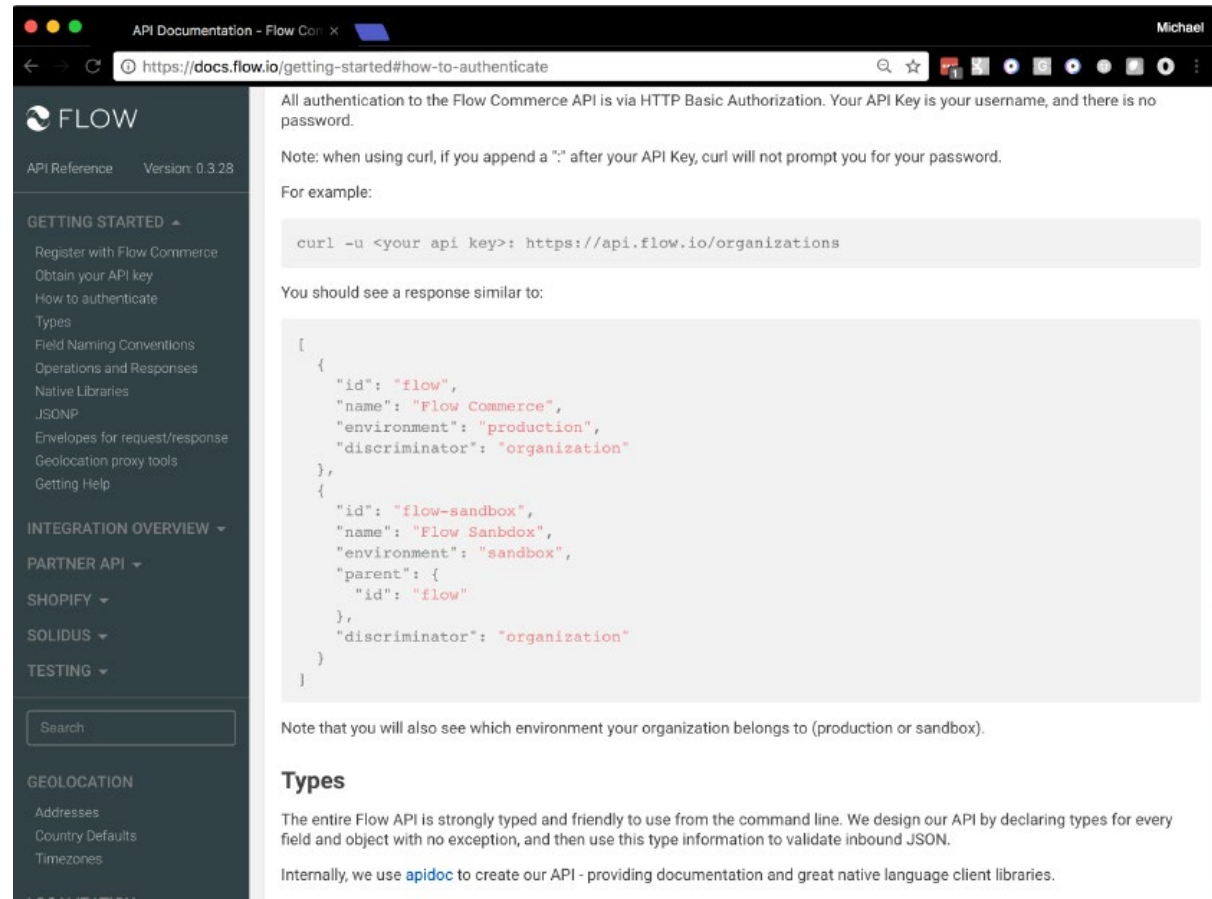 API Documentation - Flow Com
Michael
https://docs.flow.io/getting-started#how-to-authenticate
FLOW
API Reference Version: 0.3.28
GETTING STARTED
Register with Flow Commerce
Obtain your API key
How to authenticate
Types
Field Naming Conventions
Operations and Responses
Native Libraries
JSONP
Envelopes for request/response
Geolocation proxy tools
Getting Help
INTEGRATION OVERVIEW
PARTNER API
SHOPIFY
SOLIDUS
TESTING
Search
GEOLOCATION
Addresses
Country Defaults
Timezones
All authentication to the Flow Commerce API is via HTTP Basic Authorization. Your API Key is your username, and there is no
password.
Note: when using curl, if you append a ":" after your API Key, curl will not prompt you for your password.
For example:
curl -u <your api key>: https://api.flow.io/organizations
You should see a response similar to:
[
{
"id": "flow",
"name": "Flow Commerce",
"environment": "production",
"discriminator": "organization"
},
{
"id": "flow-sandbox",
"name": "Flow Sanbdox",
"environment": "sandbox",
"parent": {
"id": "flow"
},
"discriminator": "organization"
}
]
Note that you will also see which environment your organization belongs to (production or sandbox).
Types
The entire Flow API is strongly typed and friendly to use from the command line. We design our API by declaring types for every
field and object with no exception, and then use this type information to validate inbound JSON.
Internally, we use apidoc to create our API - providing documentation and great native language client libraries.